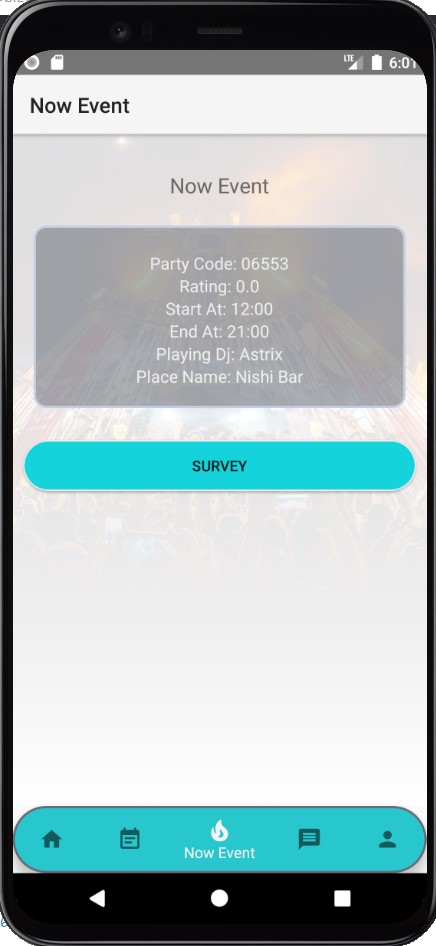 LTE
6:01
Now Event
Now Event
Party Code: 06553
Rating: 0.0
Start At: 12:00
End At: 21:00
Playing Dj: Astrix
Place Name: Nishi Bar
SURVEY
Now Event